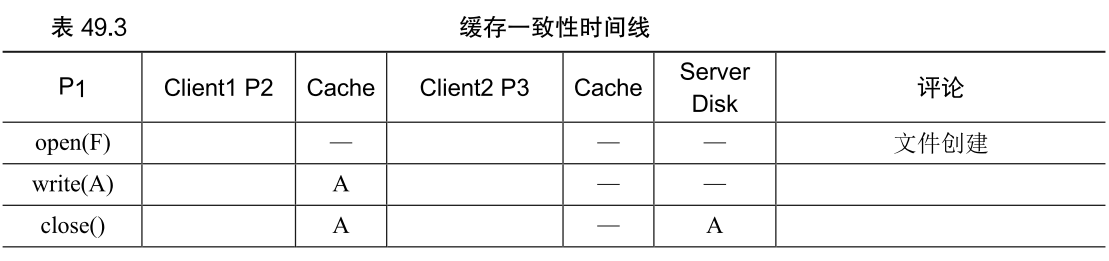 表 49.3 缓存一致性时间线
P1 Client1 P2 Cache Client2 P3 Cache Server Disk 评论
open(F) — — — 文件创建
write(A) A — —
close() A — A